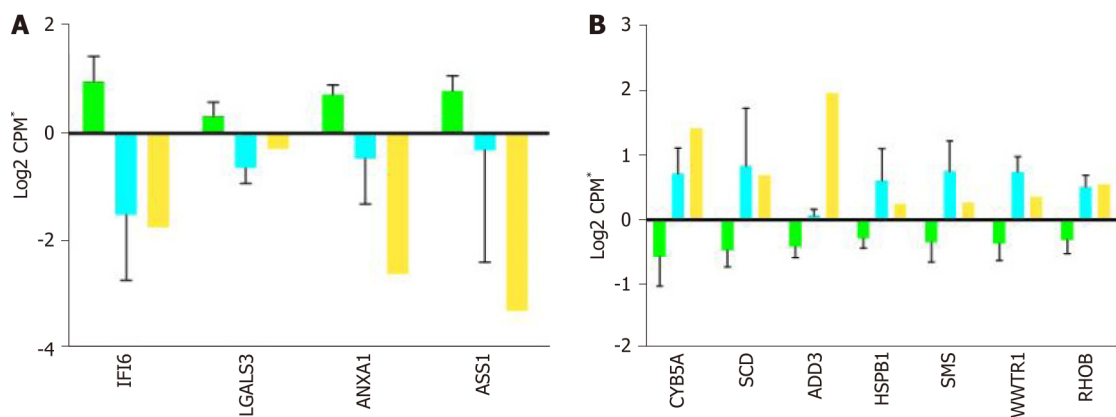 A
Log2 CPM*
2
0
-2
-4
IFI6
LGALS3
ANXA1
ASS1
B
Log2 CPM*
3
2
1
0
-1
-2
CYB5A
SCD
ADD3
HSPB1
SMS
WWTR1
RHOB